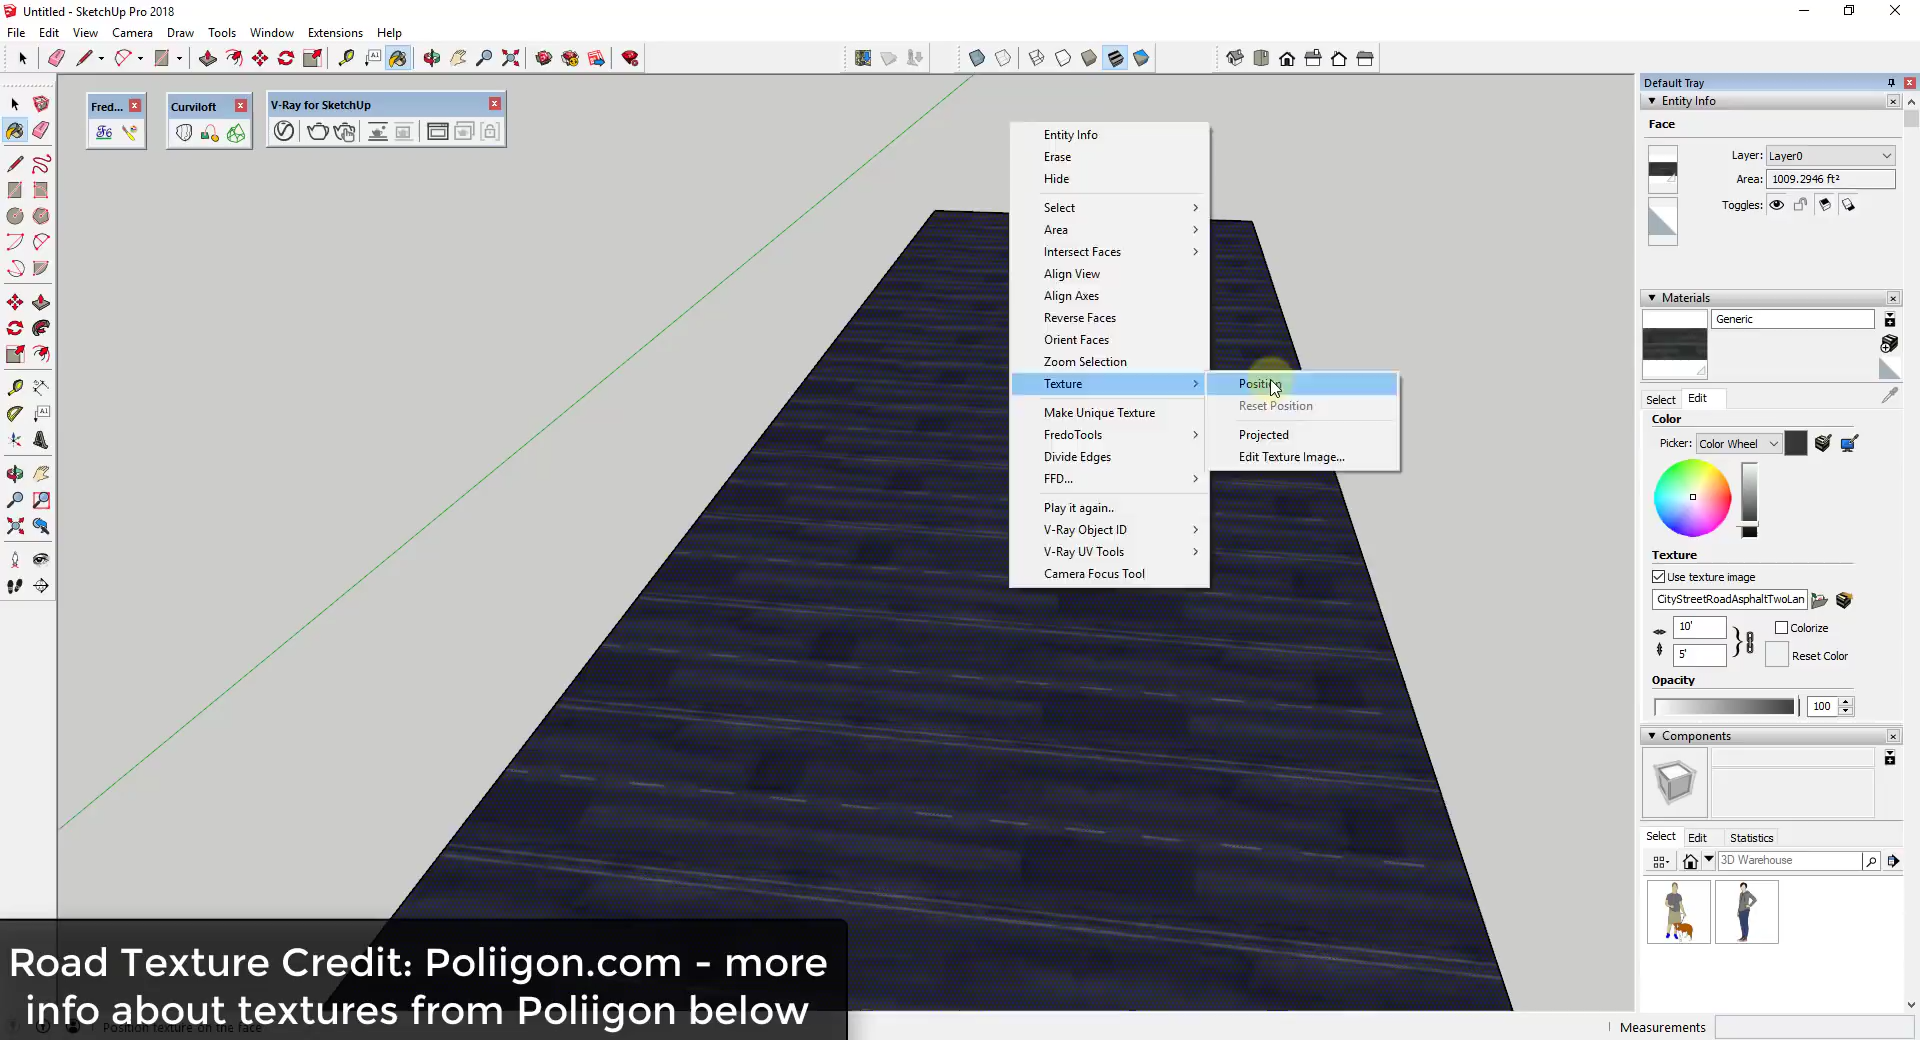 Untitled - SketchUp Pro 2018
File Edit View Camera Draw Tools Window Extensions Help
Fred...
Curviloft
V-Ray for SketchUp
Entity Info
Erase
Hide
Select
Area
Intersect Faces
Align View
Align Axes
Reverse Faces
Orient Faces
Zoom Selection
Texture
Make Unique Texture
FredoTools
Divide Edges
FFD...
Play it again..
V-Ray Object ID
V-Ray UV Tools
Camera Focus Tool
Position
Reset Position
Projected
Edit Texture Image...
Default Tray
Entity Info
Face
Layer: Layer0
Area: 1009.2946 ft²
Toggles:
Materials
Generic
Select Edit
Color
Picker: Color Wheel
Texture
Use texture image
CityStreetRoadAsphaltTwoLan
10'
Colorize
5'
Reset Color
Opacity
100
Components
Select Edit Statistics
3D Warehouse
Road Texture Credit: Poliigon.com - more
info about textures from Poliigon below
Position texture on the face
Measurements